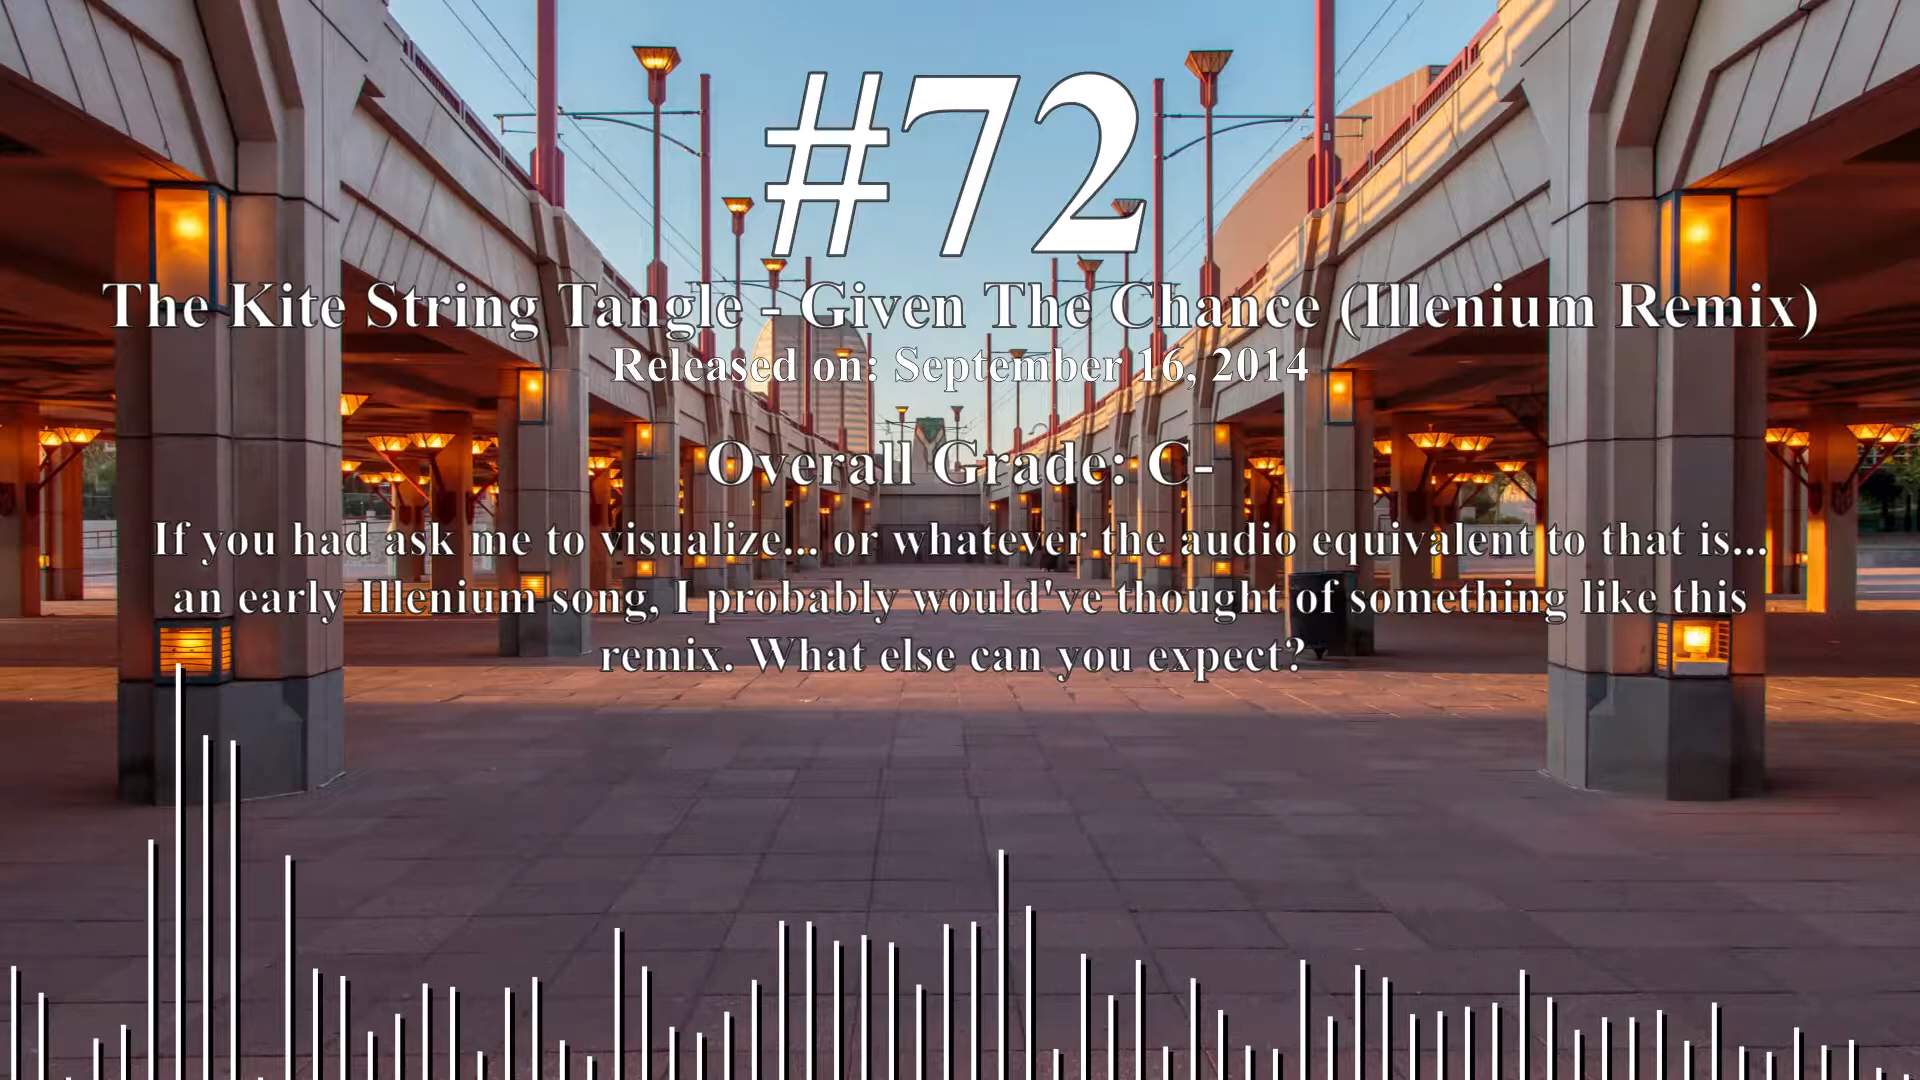 #72
The Kite String Tangle - Given The Chance (Illenium Remix)
Released on: September 16, 2014
Overall Grade: C-
If you had ask me to visualize... or whatever the audio equivalent to that is...
an early Illenium song, I probably would've thought of something like this
remix. What else can you expect?